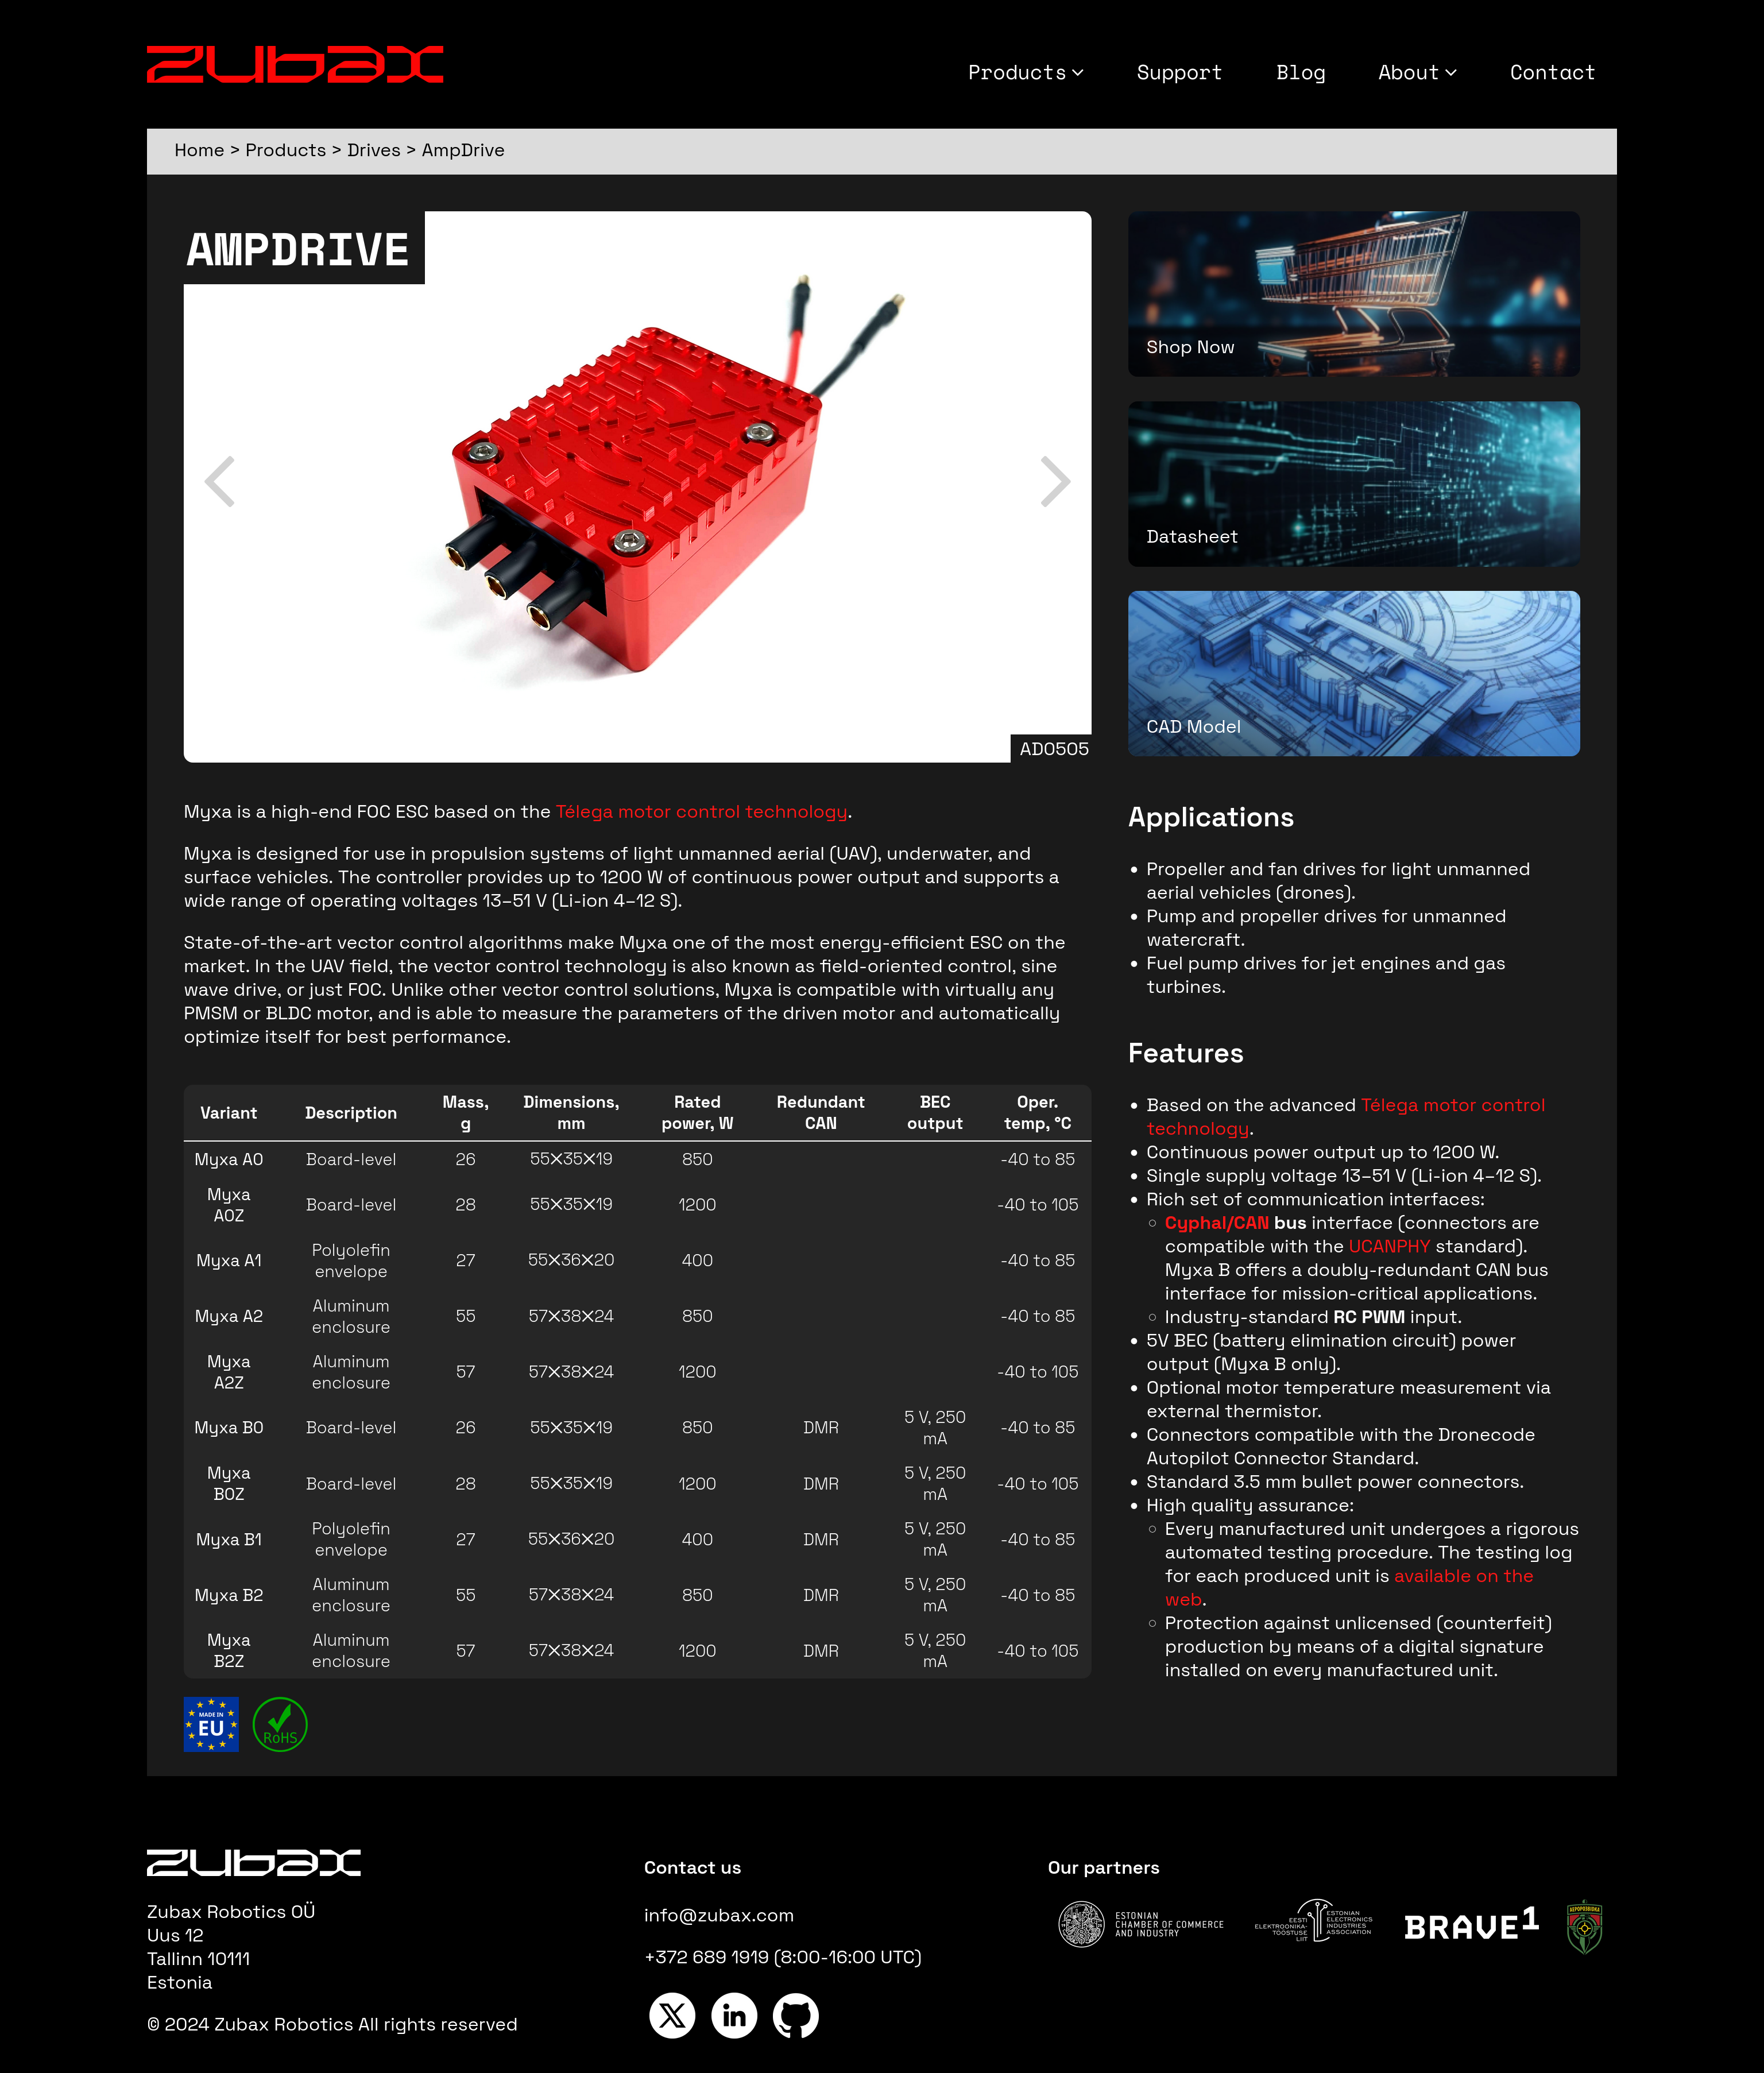 zubax
Products Support Blog About Contact
Home > Products > Drives > AmpDrive
AMPDRIVE
AD0505
Shop Now
Datasheet
CAD Model
Myxa is a high-end FOC ESC based on the Télega motor control technology.
Myxa is designed for use in propulsion systems of light unmanned aerial (UAV), underwater, and
surface vehicles. The controller provides up to 1200 W of continuous power output and supports a
wide range of operating voltages 13–51 V (Li-ion 4–12 S).
State-of-the-art vector control algorithms make Myxa one of the most energy-efficient ESC on the
market. In the UAV field, the vector control technology is also known as field-oriented control, sine
wave drive, or just FOC. Unlike other vector control solutions, Myxa is compatible with virtually any
PMSM or BLDC motor, and is able to measure the parameters of the driven motor and automatically
optimize itself for best performance.
Variant Description Mass, g Dimensions, mm Rated power, W Redundant CAN BEC output Oper. temp, °C
Myxa A0 Board-level 26 55×35×19 850 -40 to 85
Myxa A0Z Board-level 28 55×35×19 1200 -40 to 105
Myxa A1 Polyolefin envelope 27 55×36×20 400 -40 to 85
Myxa A2 Aluminum enclosure 55 57×38×24 850 -40 to 85
Myxa A2Z Aluminum enclosure 57 57×38×24 1200 -40 to 105
Myxa B0 Board-level 26 55×35×19 850 DMR 5 V, 250 mA -40 to 85
Myxa B0Z Board-level 28 55×35×19 1200 DMR 5 V, 250 mA -40 to 105
Myxa B1 Polyolefin envelope 27 55×36×20 400 DMR 5 V, 250 mA -40 to 85
Myxa B2 Aluminum enclosure 55 57×38×24 850 DMR 5 V, 250 mA -40 to 85
Myxa B2Z Aluminum enclosure 57 57×38×24 1200 DMR 5 V, 250 mA -40 to 105
MADE IN
EU
RoHS
Applications
• Propeller and fan drives for light unmanned
aerial vehicles (drones).
• Pump and propeller drives for unmanned
watercraft.
• Fuel pump drives for jet engines and gas
turbines.
Features
• Based on the advanced Télega motor control
technology.
• Continuous power output up to 1200 W.
• Single supply voltage 13–51 V (Li-ion 4–12 S).
• Rich set of communication interfaces:
◦ Cyphal/CAN bus interface (connectors are
compatible with the UCANPHY standard).
Myxa B offers a doubly-redundant CAN bus
interface for mission-critical applications.
◦ Industry-standard RC PWM input.
• 5V BEC (battery elimination circuit) power
output (Myxa B only).
• Optional motor temperature measurement via
external thermistor.
• Connectors compatible with the Dronecode
Autopilot Connector Standard.
• Standard 3.5 mm bullet power connectors.
• High quality assurance:
◦ Every manufactured unit undergoes a rigorous
automated testing procedure. The testing log
for each produced unit is available on the
web.
◦ Protection against unlicensed (counterfeit)
production by means of a digital signature
installed on every manufactured unit.
zubax
Zubax Robotics OÜ
Uus 12
Tallinn 10111
Estonia
© 2024 Zubax Robotics All rights reserved
Contact us
info@zubax.com
+372 689 1919 (8:00-16:00 UTC)
X
in
Our partners
ESTONIAN
CHAMBER OF COMMERCE
AND INDUSTRY
EESTI
ELEKTROONIKA-
TÖÖSTUSE
LIIT
ESTONIAN
ELECTRONICS
INDUSTRIES
ASSOCIATION
BRAVE1